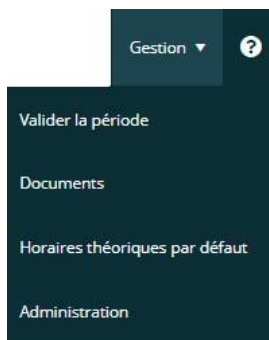 Gestion ▼ ?
Valider la période
Documents
Horaires théoriques par défaut
Administration